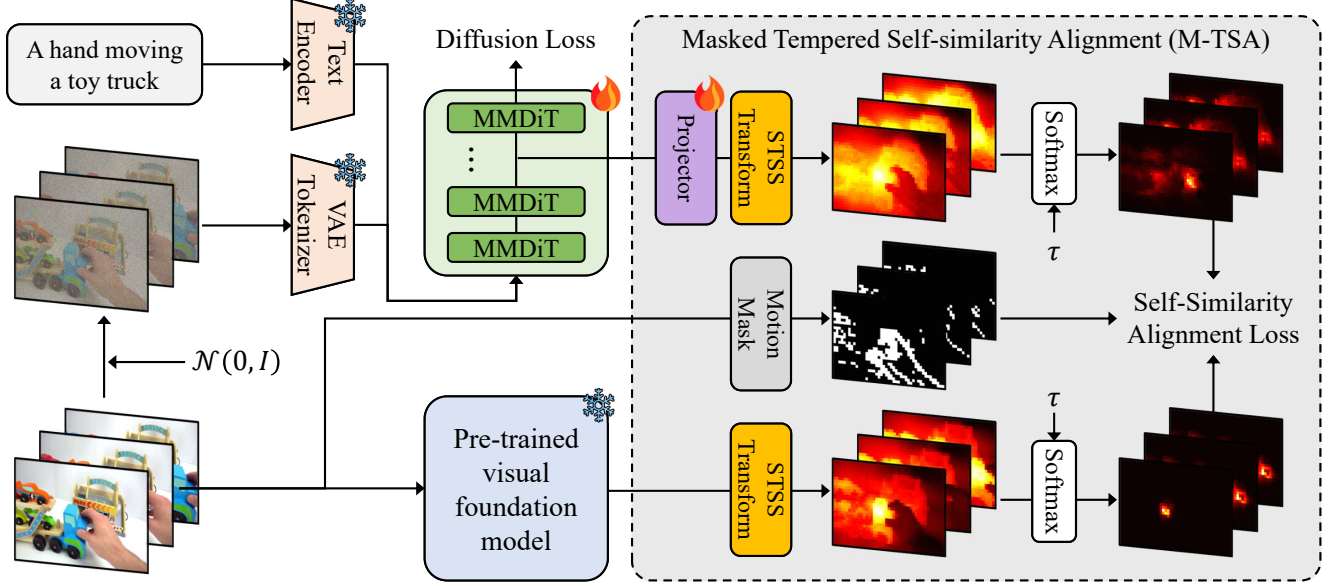 A hand moving
a toy truck
Text
Encoder
Diffusion Loss
Masked Tempered Self-similarity Alignment (M-TSA)
MMDiT
...
MMDiT
MMDiT
Projector
STSS
Transform
Softmax
τ
VAE
Tokenizer
Motion
Mask
Self-Similarity
Alignment Loss
𝒩(0, I)
Pre-trained
visual
foundation
model
STSS
Transform
τ
Softmax
SERVICE